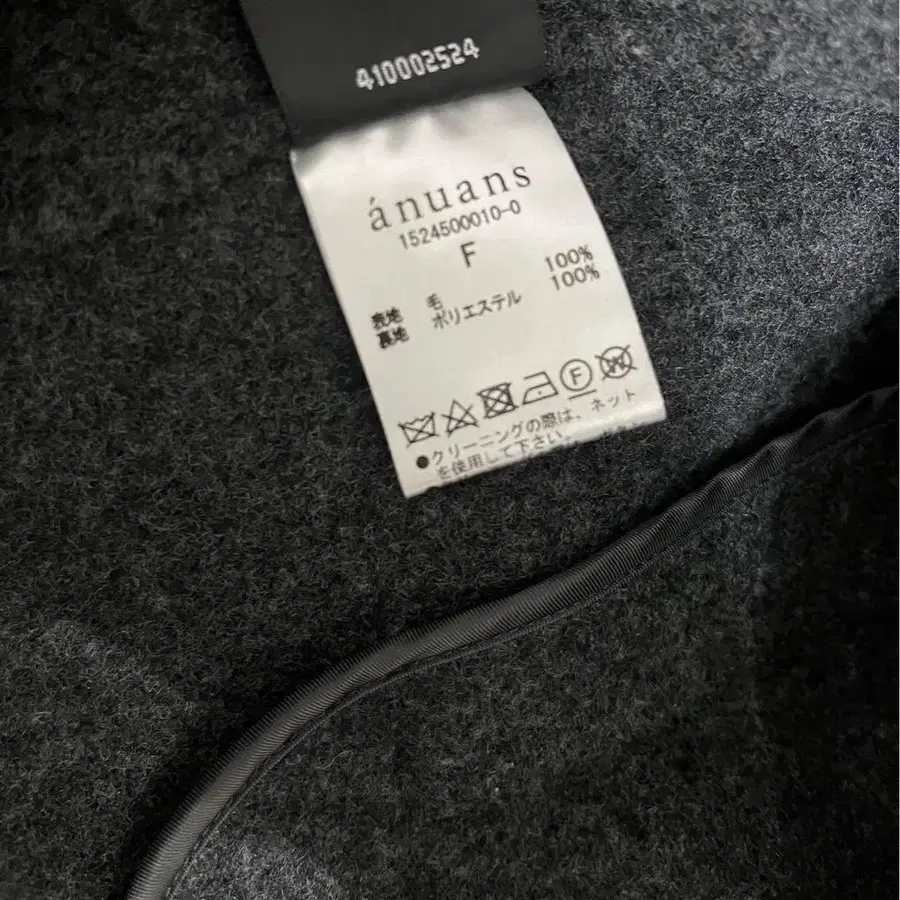 410002524
ánuans
1524500010-0
F
表地 毛 100%
裏地 ポリエステル 100%
F W
●クリーニングの際は、ネット
を使用して下さい。